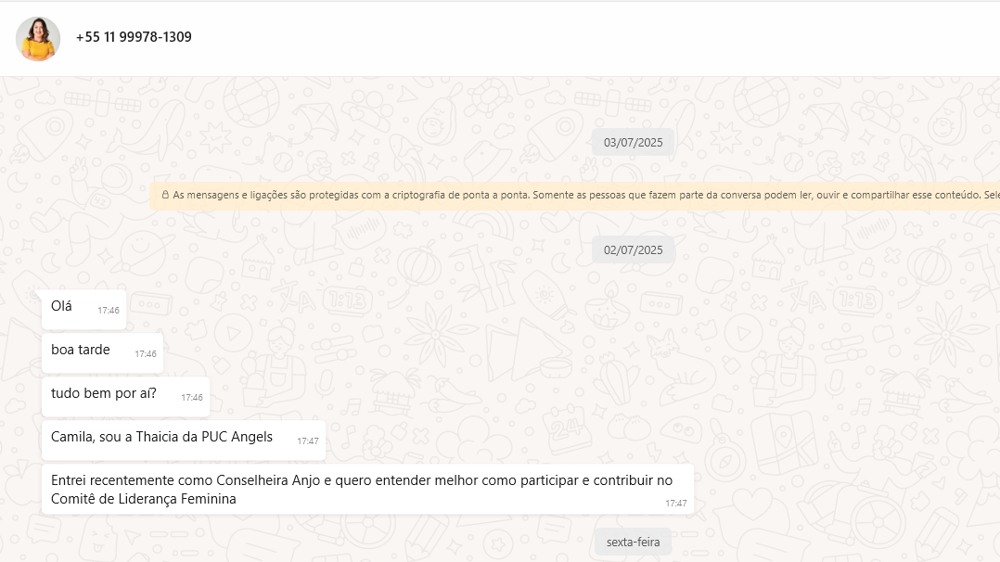 +55 11 99978-1309
03/07/2025
As mensagens e ligações são protegidas com a criptografia de ponta a ponta. Somente as pessoas que fazem parte da conversa podem ler, ouvir e compartilhar esse conteúdo.
02/07/2025
Olá 17:46
boa tarde 17:46
tudo bem por aí? 17:46
Camila, sou a Thaicia da PUC Angels 17:47
Entrei recentemente como Conselheira Anjo e quero entender melhor como participar e contribuir no
Comitê de Liderança Feminina
17:47
sexta-feira